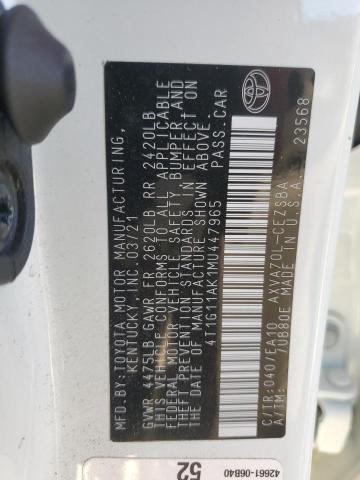 MFD.BY:TOYOTA MOTOR MANUFACTURING,
KENTUCKY, INC.03/21
GVWR 4475LB GAWR FR 2620LB RR 2420LB
THIS VEHICLE CONFORMS TO ALL APPLICABLE
FEDERAL MOTOR VEHICLE SAFETY, BUMPER,AND
THEFT PREVENTION STANDARDS IN EFFECT ON
THE DATE OF MANUFACTURE SHOWN ABOVE.
4T1G11AK1MU447965
PASS.CAR
TOYOTA
C/TR:040/EA10 AXVA70L-CEZSBA
A/TM: 7UB80E MADE IN U.S.A.
23568
42661-06B40
52